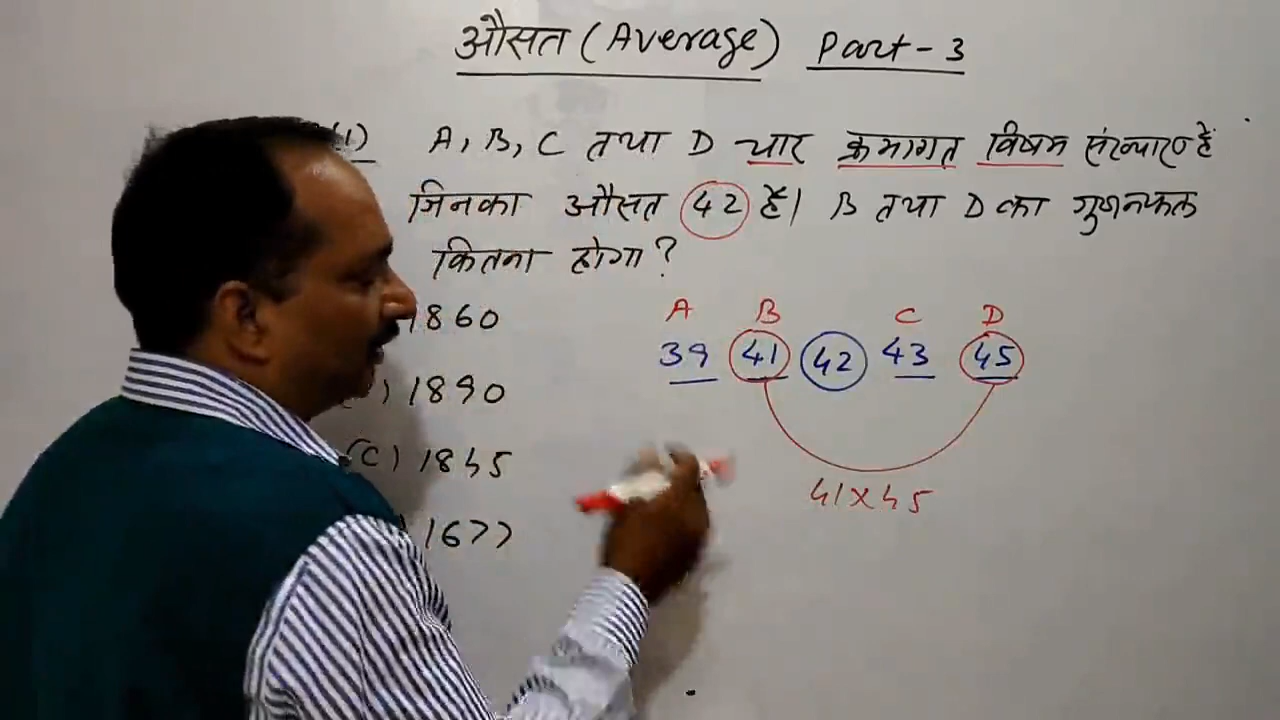 औसत (Average) Part-3
(1) A, B, C तथा D चार क्रमागत विषम संख्याए है
जिनका औसत 42 है। B तथा D का गुणनफल
कितना होगा?
1860
) 1890
(C) 1845
1677
A B C D
39 41 42 43 45
41×45